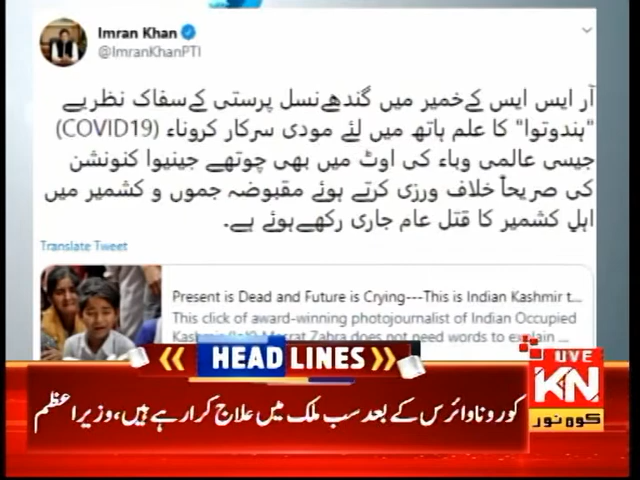 Imran Khan
@ImranKhanPTI
آر ایس ایس کے خمیر میں گندھے نسل پرستی کے سفاک نظریے
"ہندوتوا" کا علم ہاتھ میں لئے مودی سرکار کروناء (COVID19)
جیسی عالمی وباء کی اوٹ میں بھی چوتھے جینیوا کنونشن
کی صریحاً خلاف ورزی کرتے ہوئے مقبوضہ جموں و کشمیر میں
اہلِ کشمیر کا قتل عام جاری رکھے ہوئے ہے۔
Translate Tweet
Present is Dead and Future is Crying---This is Indian Kashmir t...
This click of award-winning photojournalist of Indian Occupied
Kashmir (IoK) Masrat Zahra does not need words to explain ...
HEADLINES
LIVE
KN
کوہ نور
کورونا وائرس کے بعد سب ملک میں علاج کرا رہے ہیں، وزیراعظم